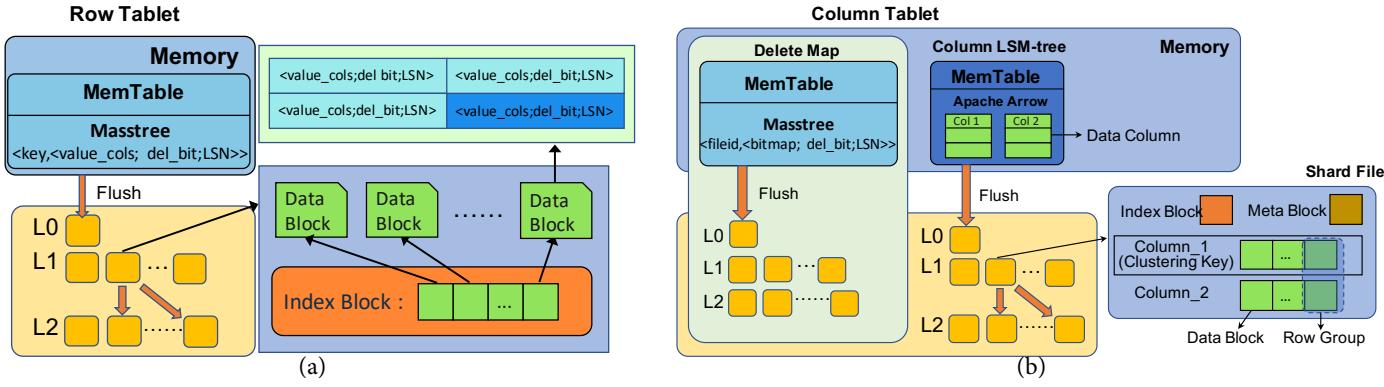 Row Tablet
Memory
MemTable
Masstree
<key,<value_cols; del_bit;LSN>>
Flush
L0
L1
...
L2
......
<value_cols;del bit;LSN>
<value_cols;del_bit;LSN>
<value_cols;del_bit;LSN>
<value_cols;del_bit;LSN>
Data
Block
Data
Block
......
Data
Block
Index Block :
...
(a)
Column Tablet
Memory
Delete Map
MemTable
Masstree
<fileid,<bitmap; del_bit;LSN>>
Flush
L0
L1
...
L2
......
Column LSM-tree
MemTable
Apache Arrow
Col 1
Col 2
Data Column
Flush
L0
L1
...
L2
......
Shard File
Index Block
Meta Block
Column_1
(Clustering Key)
...
Column_2
...
Data Block
Row Group
(b)